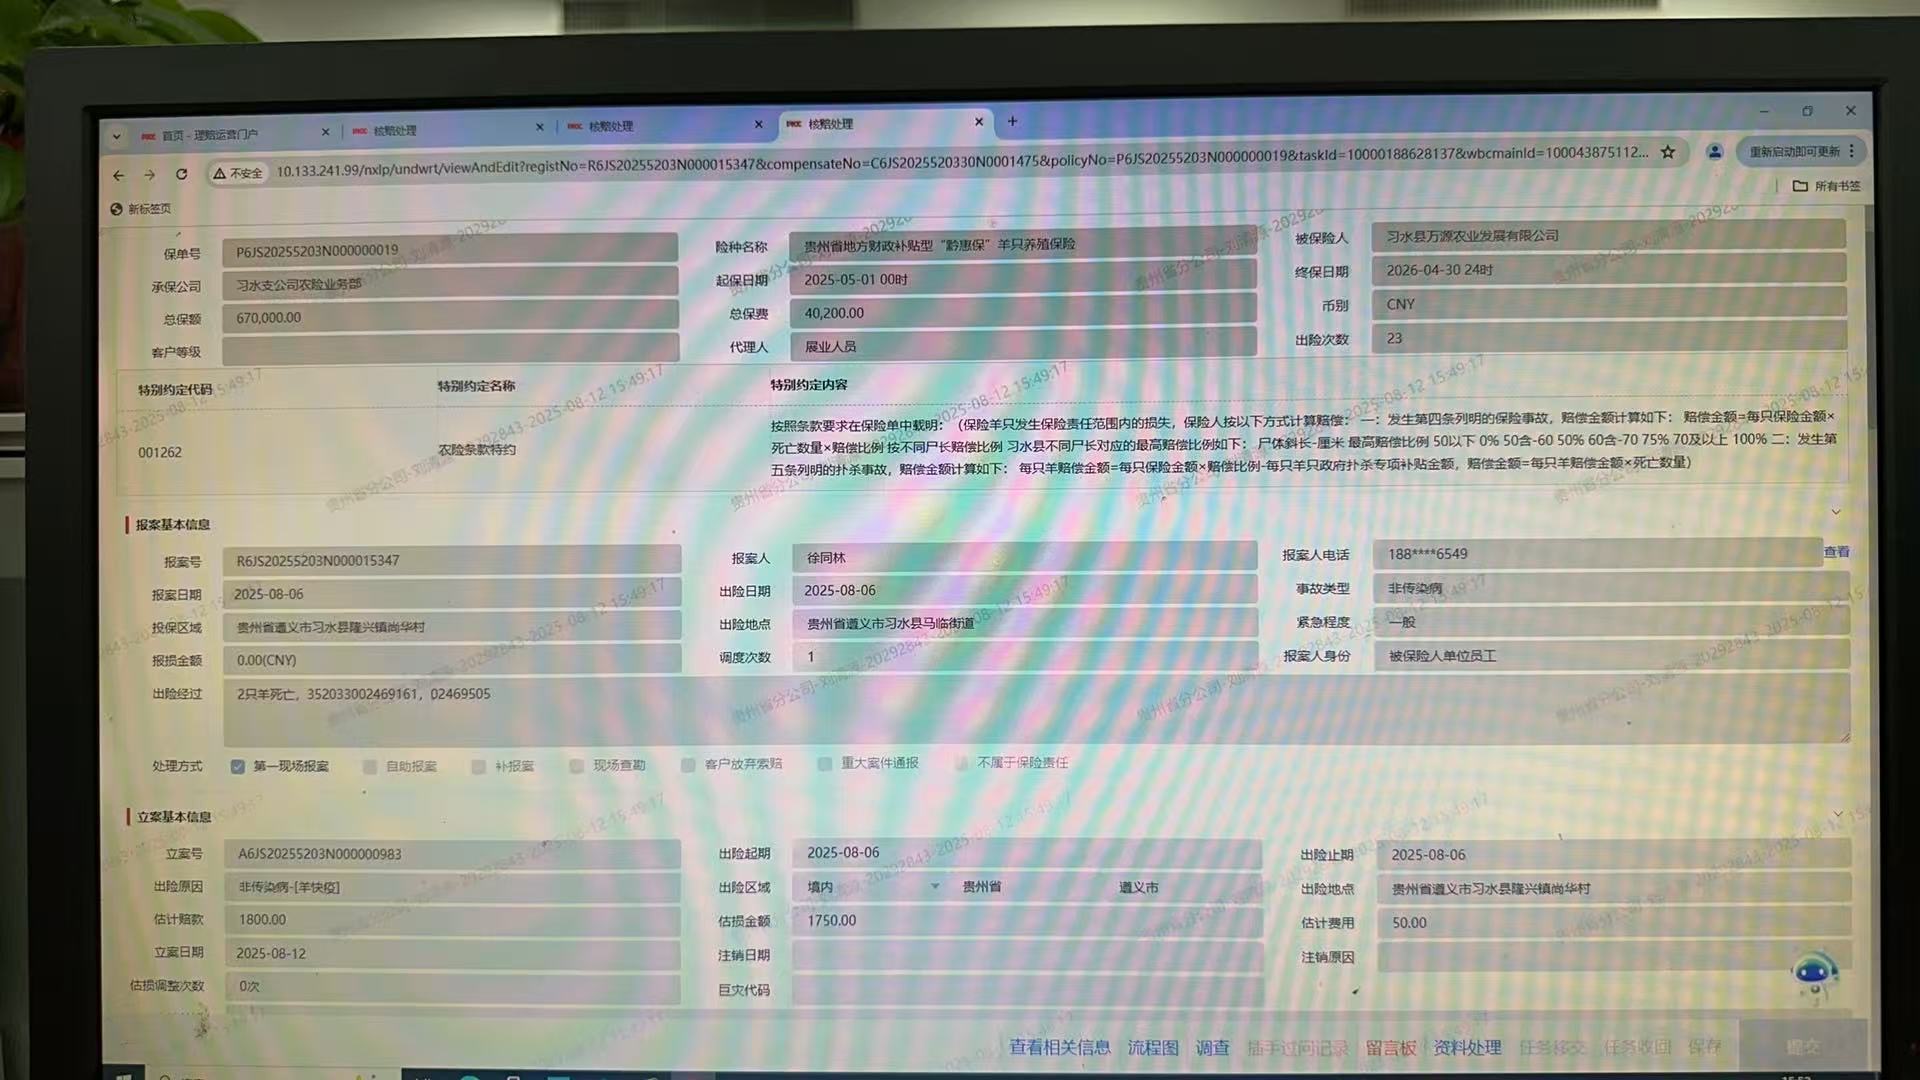 首页 - 理赔运营门户
核赔处理
核赔处理
核赔处理
不安全 10.133.241.99/nxlp/undwrt/viewAndEdit?registNo=R6JS20255203N000015347&compensateNo=C6JS2025520330N0001475&policyNo=P6JS20255203N000000019&taskId=10000188628137&wbcmainId=100043875112...
重新启动即可更新
新标签页
所有书签
保单号 P6JS20255203N000000019 险种名称 贵州省地方财政补贴型“黔惠保”羊只养殖保险 被保险人 习水县万源农业发展有限公司
承保公司 习水支公司农险业务部 起保日期 2025-05-01 00时 终保日期 2026-04-30 24时
总保额 670,000.00 总保费 40,200.00 币别 CNY
客户等级 代理人 展业人员 出险次数 23
特别约定代码 特别约定名称 特别约定内容
001262 农险条款特约
按照条款要求在保险单中载明：（保险羊只发生保险责任范围内的损失，保险人按以下方式计算赔偿： 一：发生第四条列明的保险事故，赔偿金额计算如下： 赔偿金额=每只保险金额×
死亡数量×赔偿比例 按不同尸长赔偿比例 习水县不同尸长对应的最高赔偿比例如下： 尸体斜长-厘米 最高赔偿比例 50以下 0% 50含-60 50% 60含-70 75% 70及以上 100% 二：发生第
五条列明的扑杀事故，赔偿金额计算如下： 每只羊赔偿金额=每只保险金额×赔偿比例-每只羊只政府扑杀专项补贴金额，赔偿金额=每只羊赔偿金额×死亡数量）
报案基本信息
报案号 R6JS20255203N000015347 报案人 徐同林 报案人电话 188****6549 查看
报案日期 2025-08-06 出险日期 2025-08-06 事故类型 非传染病
投保区域 贵州省遵义市习水县隆兴镇尚华村 出险地点 贵州省遵义市习水县马临街道 紧急程度 一般
报损金额 0.00(CNY) 调度次数 1 报案人身份 被保险人单位员工
出险经过 2只羊死亡，352033002469161，02469505
处理方式 第一现场报案 自助报案 补报案 现场查勘 客户放弃索赔 重大案件通报 不属于保险责任
立案基本信息
立案号 A6JS20255203N000000983 出险起期 2025-08-06 出险止期 2025-08-06
出险原因 非传染病-[羊快疫] 出险区域 境内 贵州省 遵义市 出险地点 贵州省遵义市习水县隆兴镇尚华村
估计赔款 1800.00 估损金额 1750.00 估计费用 50.00
立案日期 2025-08-12 注销日期 注销原因
估损调整次数 0次 巨灾代码
查看相关信息 流程图 调查 插手过问记录 留言板 资料处理 任务移交 任务收回 保存 提交